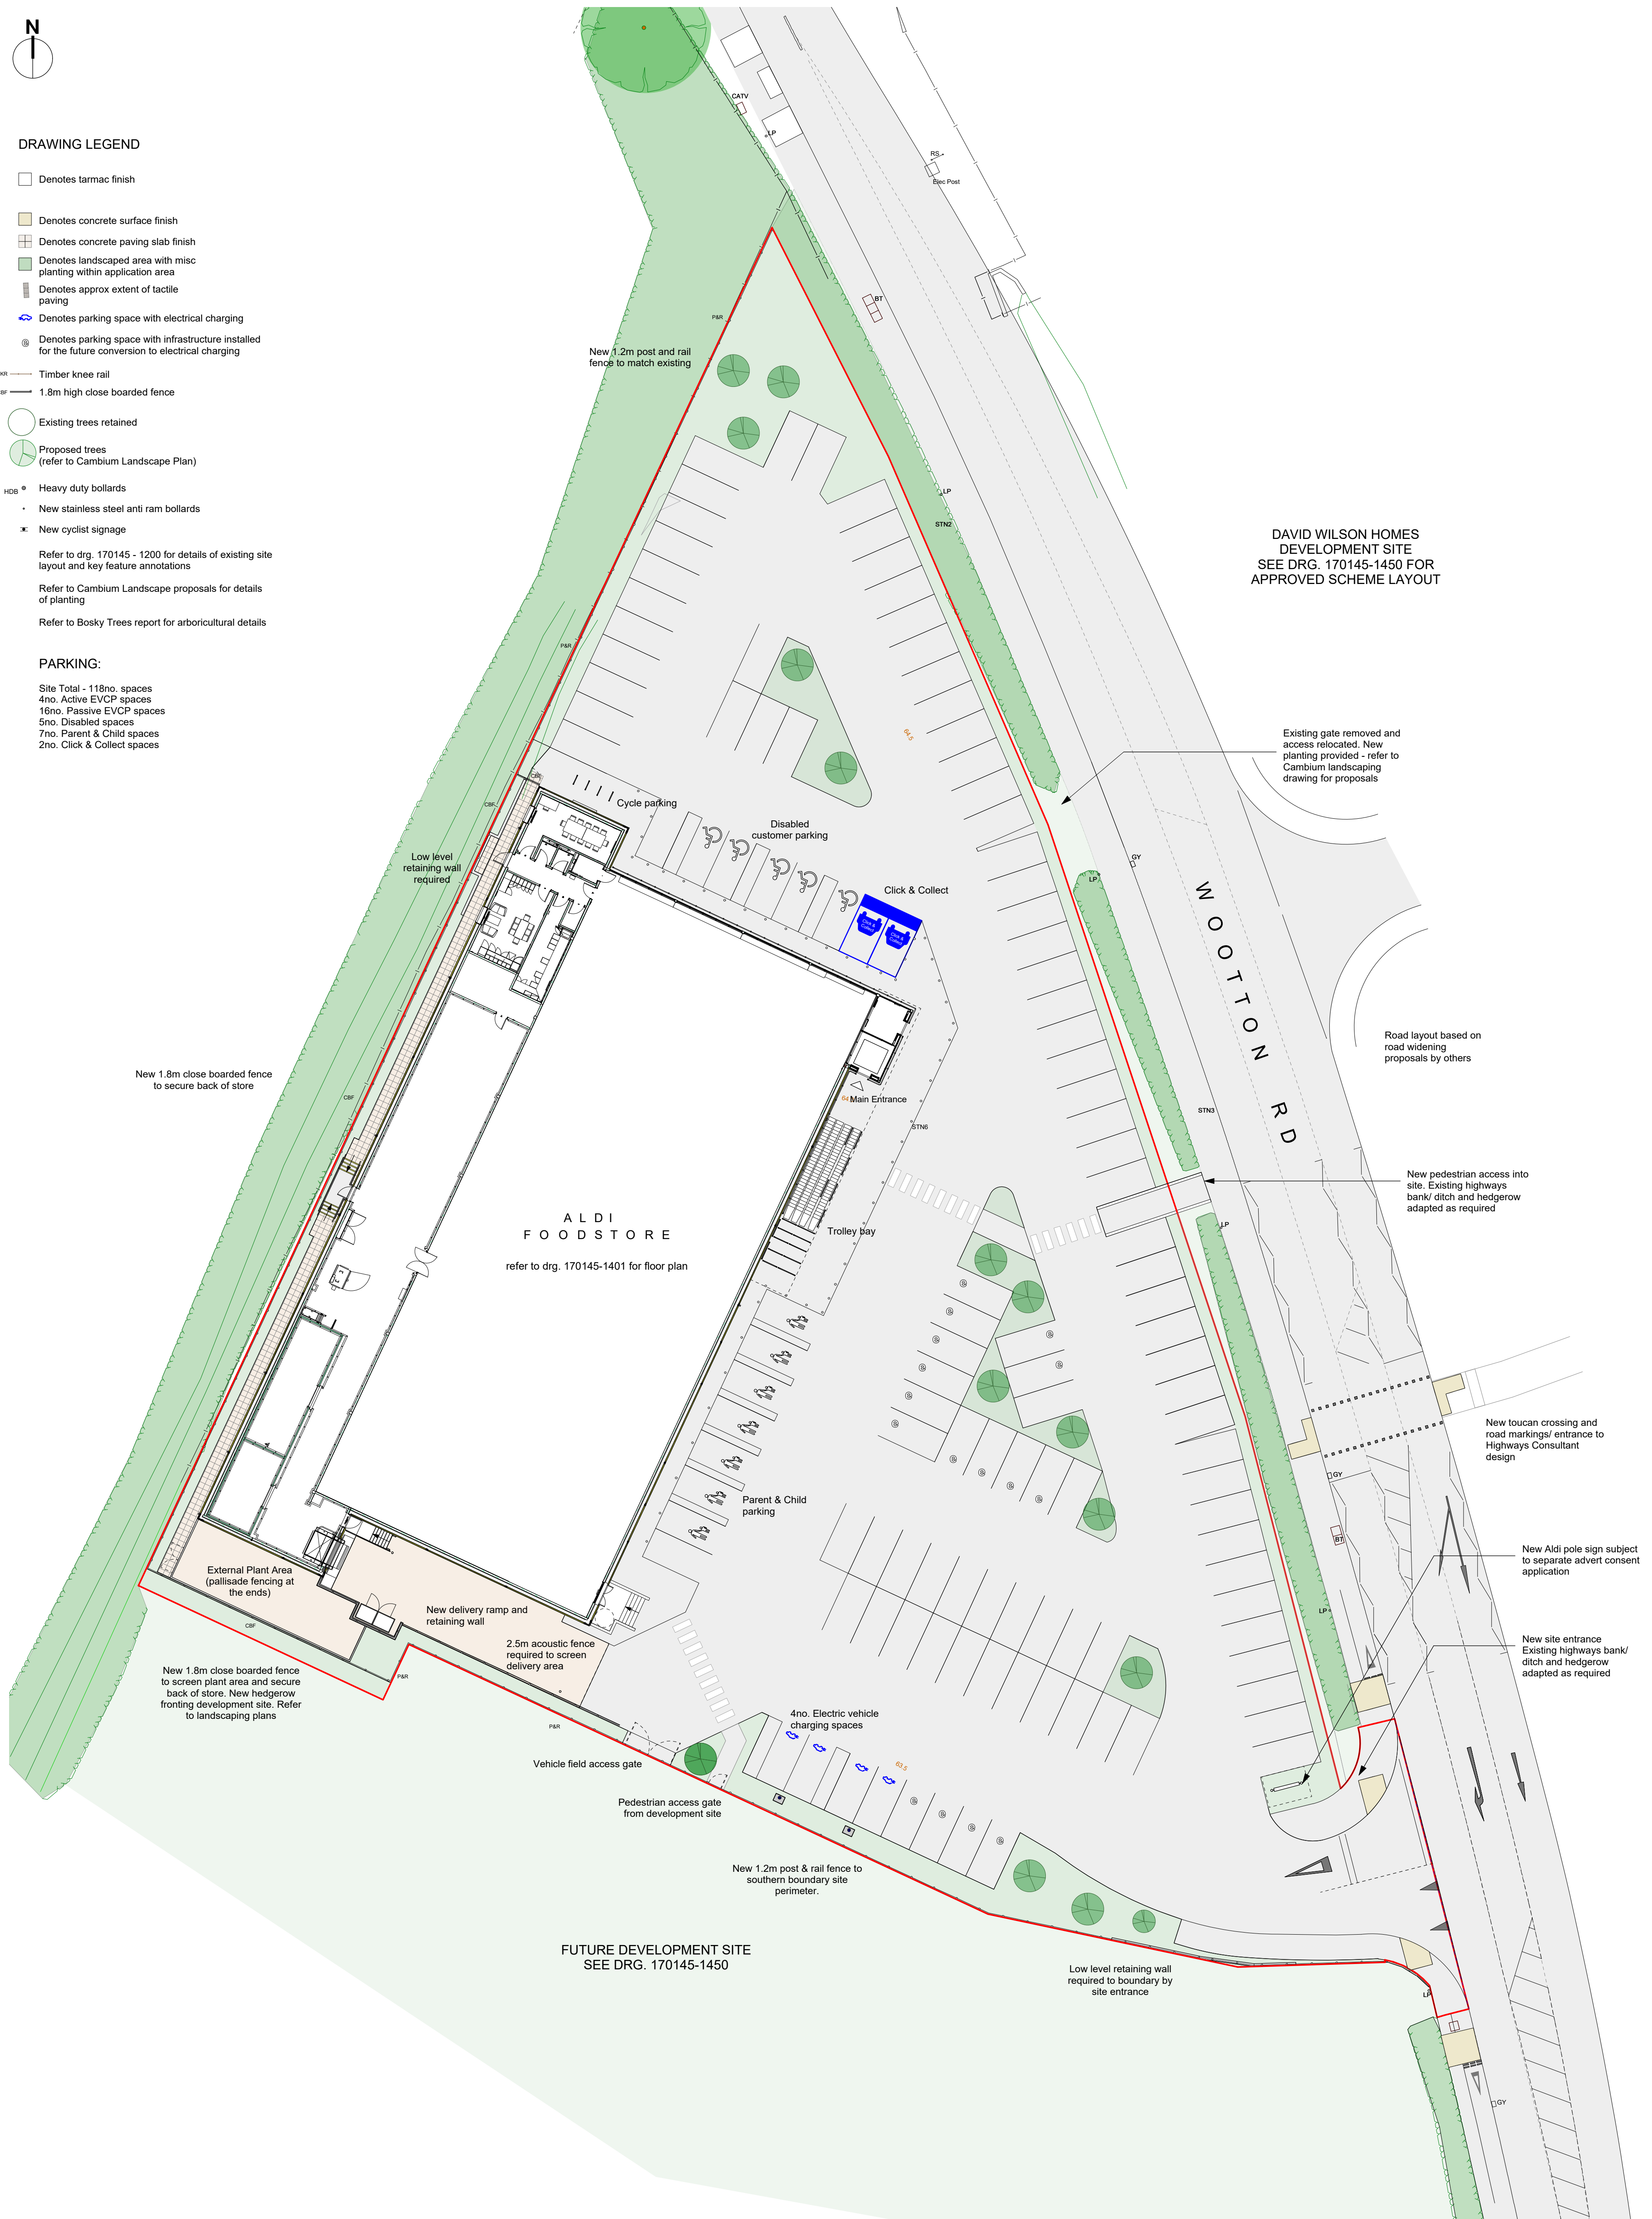 N
DRAWING LEGEND
Denotes tarmac finish
Denotes concrete surface finish
Denotes concrete paving slab finish
Denotes landscaped area with misc
planting within application area
Denotes approx extent of tactile
paving
Denotes parking space with electrical charging
Denotes parking space with infrastructure installed
for the future conversion to electrical charging
KR
Timber knee rail
BF
1.8m high close boarded fence
Existing trees retained
Proposed trees
(refer to Cambium Landscape Plan)
HDB
Heavy duty bollards
New stainless steel anti ram bollards
New cyclist signage
Refer to drg. 170145 - 1200 for details of existing site
layout and key feature annotations
Refer to Cambium Landscape proposals for details
of planting
Refer to Bosky Trees report for arboricultural details
PARKING:
Site Total - 118no. spaces
4no. Active EVCP spaces
16no. Passive EVCP spaces
5no. Disabled spaces
7no. Parent & Child spaces
2no. Click & Collect spaces
CATV
LP
RS
Elec Post
BT
P&R
New 1.2m post and rail
fence to match existing
LP
STN2
DAVID WILSON HOMES
DEVELOPMENT SITE
SEE DRG. 170145-1450 FOR
APPROVED SCHEME LAYOUT
P&R
64.5
Existing gate removed and
access relocated. New
planting provided - refer to
Cambium landscaping
drawing for proposals
CBF
CBF
Cycle parking
Disabled
customer parking
Low level
retaining wall
required
GY
LP
Click & Collect
Click &
Collect
Click &
Collect
WOOTTON RD
Road layout based on
road widening
proposals by others
New 1.8m close boarded fence
to secure back of store
CBF
Main Entrance
STN6
STN3
New pedestrian access into
site. Existing highways
bank/ ditch and hedgerow
adapted as required
ALDI
FOODSTORE
refer to drg. 170145-1401 for floor plan
Trolley bay
LP
New toucan crossing and
road markings/ entrance to
Highways Consultant
design
GY
Parent & Child
parking
BT
New Aldi pole sign subject
to separate advert consent
application
External Plant Area
(pallisade fencing at
the ends)
New delivery ramp and
retaining wall
LP
CBF
2.5m acoustic fence
required to screen
delivery area
New site entrance
Existing highways bank/
ditch and hedgerow
adapted as required
P&R
New 1.8m close boarded fence
to screen plant area and secure
back of store. New hedgerow
fronting development site. Refer
to landscaping plans
P&R
4no. Electric vehicle
charging spaces
Vehicle field access gate
63.5
Pedestrian access gate
from development site
New 1.2m post & rail fence to
southern boundary site
perimeter.
FUTURE DEVELOPMENT SITE
SEE DRG. 170145-1450
Low level retaining wall
required to boundary by
site entrance
LP
GY